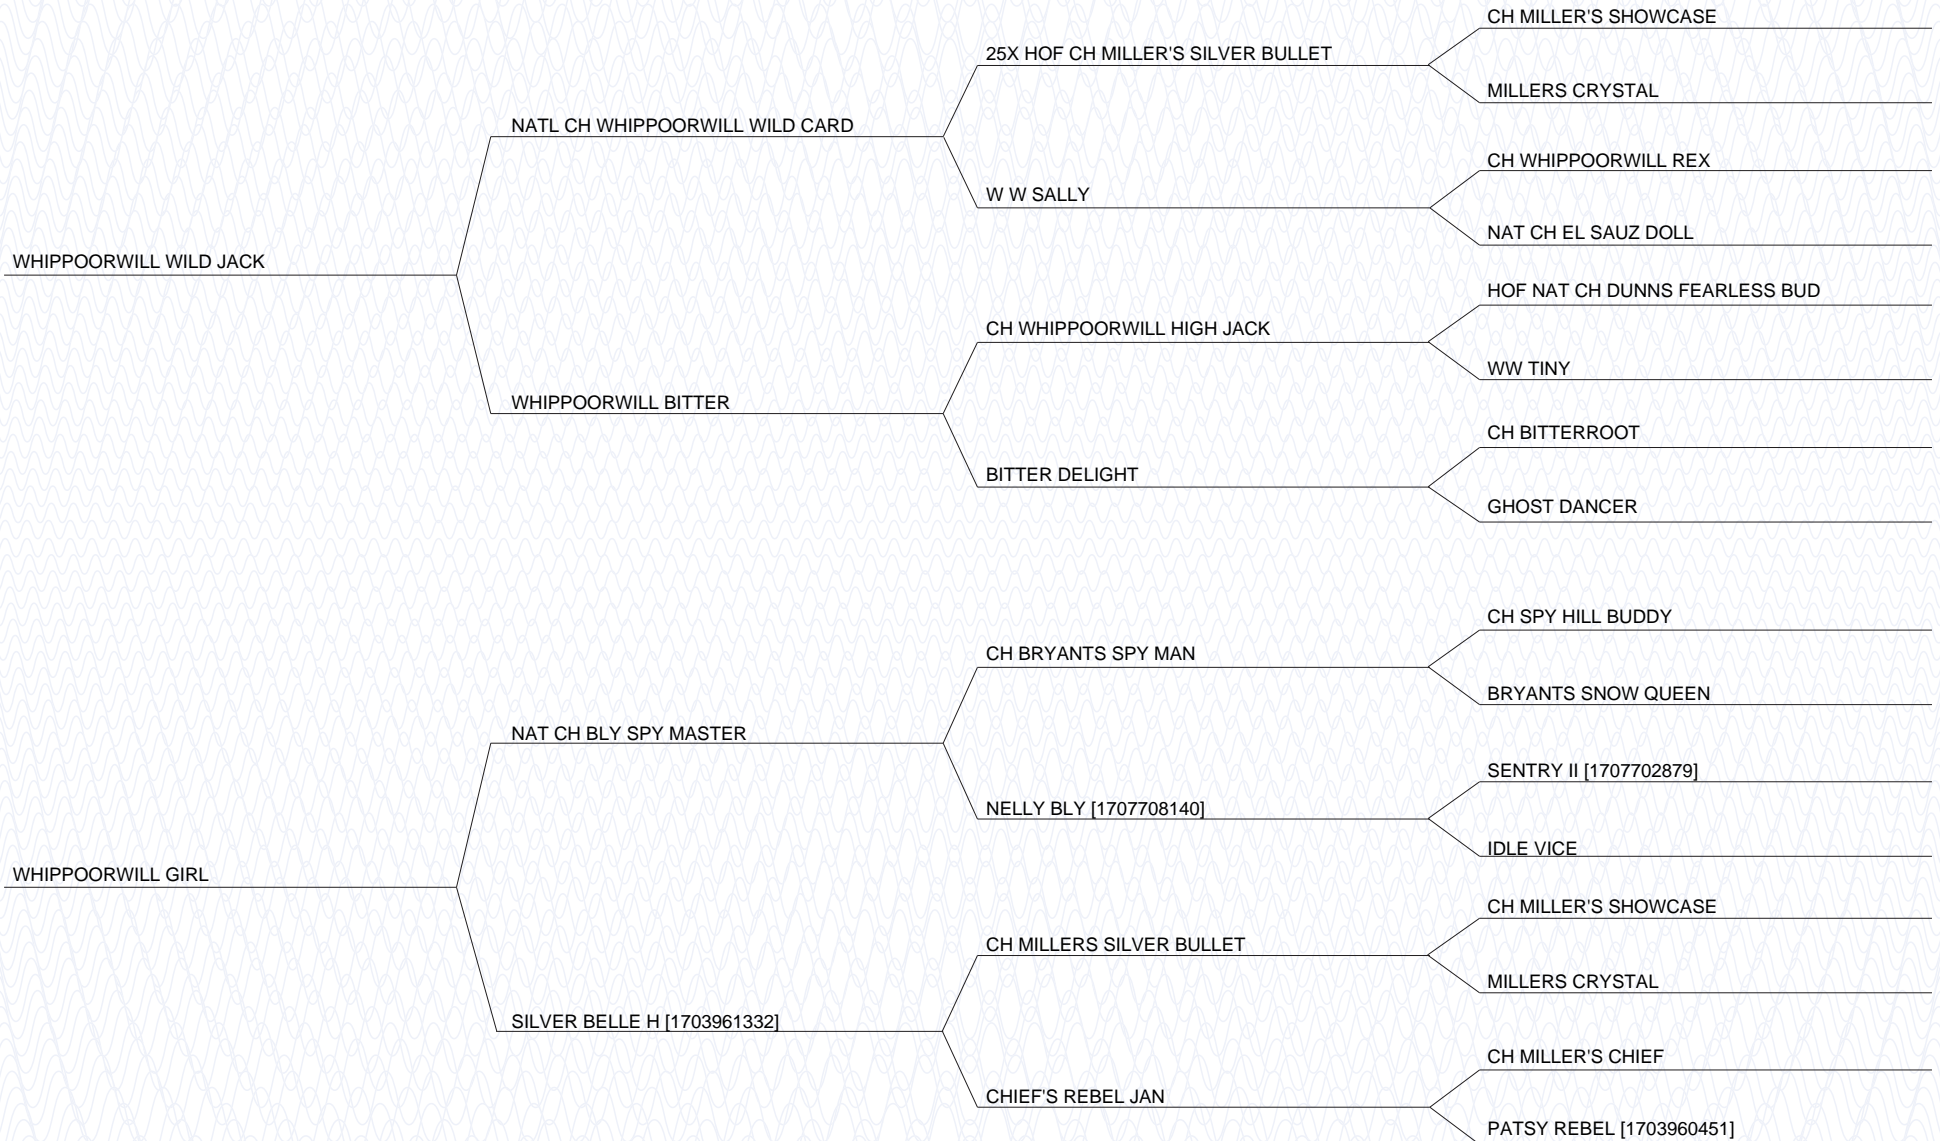 CH MILLER'S SHOWCASE
25X HOF CH MILLER'S SILVER BULLET
MILLERS CRYSTAL
NATL CH WHIPPOORWILL WILD CARD
CH WHIPPOORWILL REX
W W SALLY
NAT CH EL SAUZ DOLL
WHIPPOORWILL WILD JACK
HOF NAT CH DUNNS FEARLESS BUD
CH WHIPPOORWILL HIGH JACK
WW TINY
WHIPPOORWILL BITTER
CH BITTERROOT
BITTER DELIGHT
GHOST DANCER
CH SPY HILL BUDDY
CH BRYANTS SPY MAN
BRYANTS SNOW QUEEN
NAT CH BLY SPY MASTER
SENTRY II [1707702879]
NELLY BLY [1707708140]
IDLE VICE
WHIPPOORWILL GIRL
CH MILLER'S SHOWCASE
CH MILLERS SILVER BULLET
MILLERS CRYSTAL
SILVER BELLE H [1703961332]
CH MILLER'S CHIEF
CHIEF'S REBEL JAN
PATSY REBEL [1703960451]